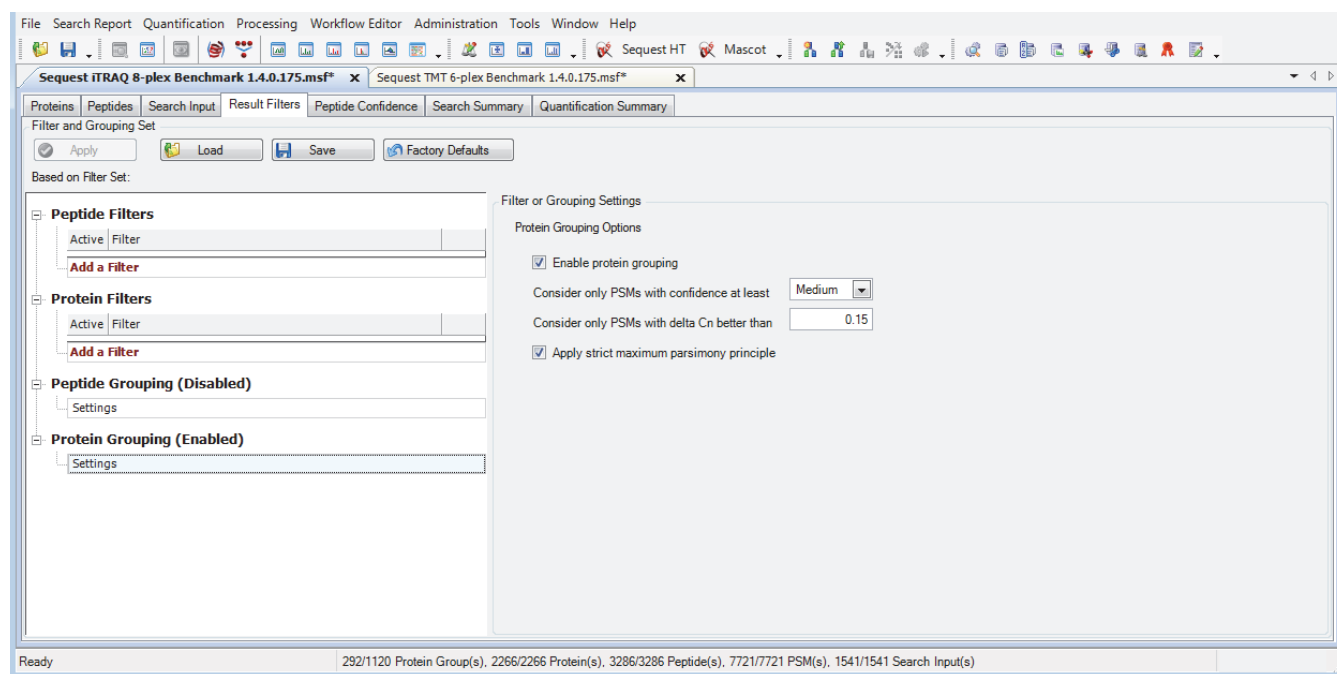 File Search Report Quantification Processing Workflow Editor Administration Tools Window Help
Sequest HT Mascot
Sequest iTRAQ 8-plex Benchmark 1.4.0.175.msf* x Sequest TMT 6-plex Benchmark 1.4.0.175.msf* x
Proteins Peptides Search Input Result Filters Peptide Confidence Search Summary Quantification Summary
Filter and Grouping Set
Apply Load Save Factory Defaults
Based on Filter Set:
Peptide Filters
Active Filter
Add a Filter
Protein Filters
Active Filter
Add a Filter
Peptide Grouping (Disabled)
Settings
Protein Grouping (Enabled)
Settings
Filter or Grouping Settings
Protein Grouping Options
Enable protein grouping
Consider only PSMs with confidence at least Medium
Consider only PSMs with delta Cn better than 0.15
Apply strict maximum parsimony principle
Ready 292/1120 Protein Group(s), 2266/2266 Protein(s), 3286/3286 Peptide(s), 7721/7721 PSM(s), 1541/1541 Search Input(s)